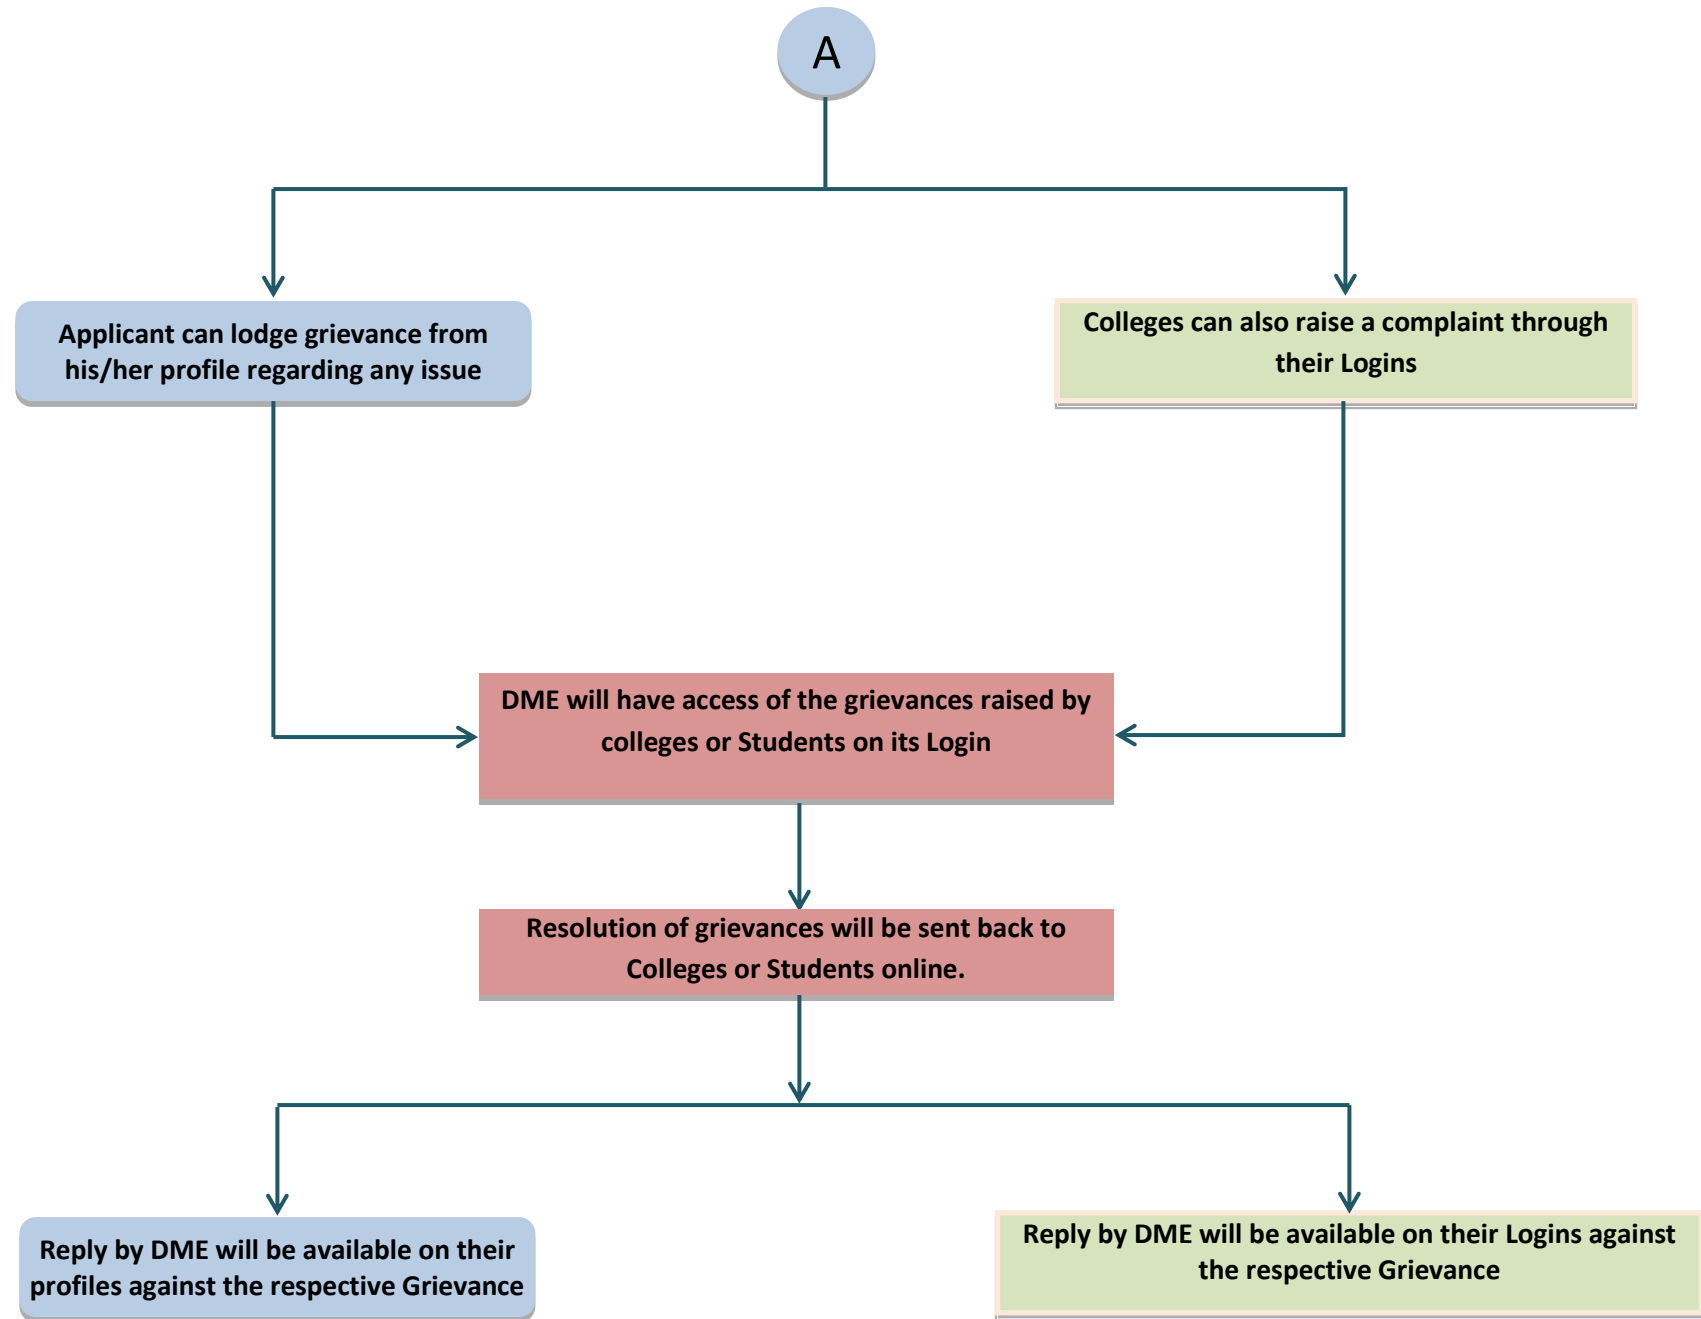 A
Applicant can lodge grievance from
his/her profile regarding any issue
Colleges can also raise a complaint through
their Logins
DME will have access of the grievances raised by
colleges or Students on its Login
Resolution of grievances will be sent back to
Colleges or Students online.
Reply by DME will be available on their
profiles against the respective Grievance
Reply by DME will be available on their Logins against
the respective Grievance